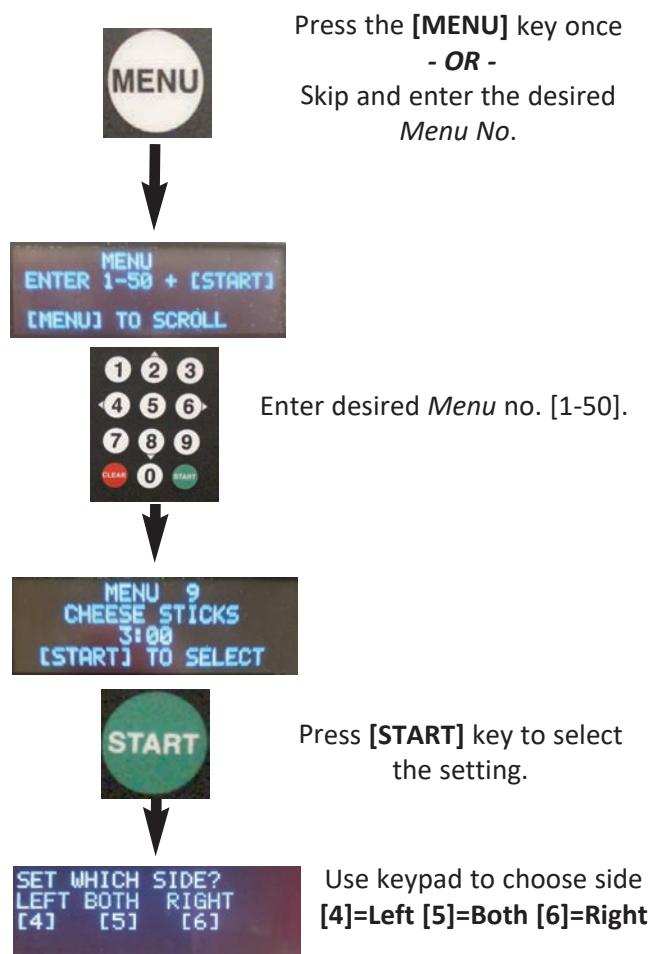 Press the [MENU] key once
- OR -
Skip and enter the desired
Menu No.
MENU
MENU
ENTER 1-50 + [START]
[MENU] TO SCROLL
1 2 3
4 5 6
7 8 9
CLEAR 0 START
Enter desired Menu no. [1-50].
MENU 9
CHEESE STICKS
3:00
[START] TO SELECT
START
Press [START] key to select
the setting.
SET WHICH SIDE?
LEFT BOTH RIGHT
[4] [5] [6]
Use keypad to choose side
[4]=Left [5]=Both [6]=Right